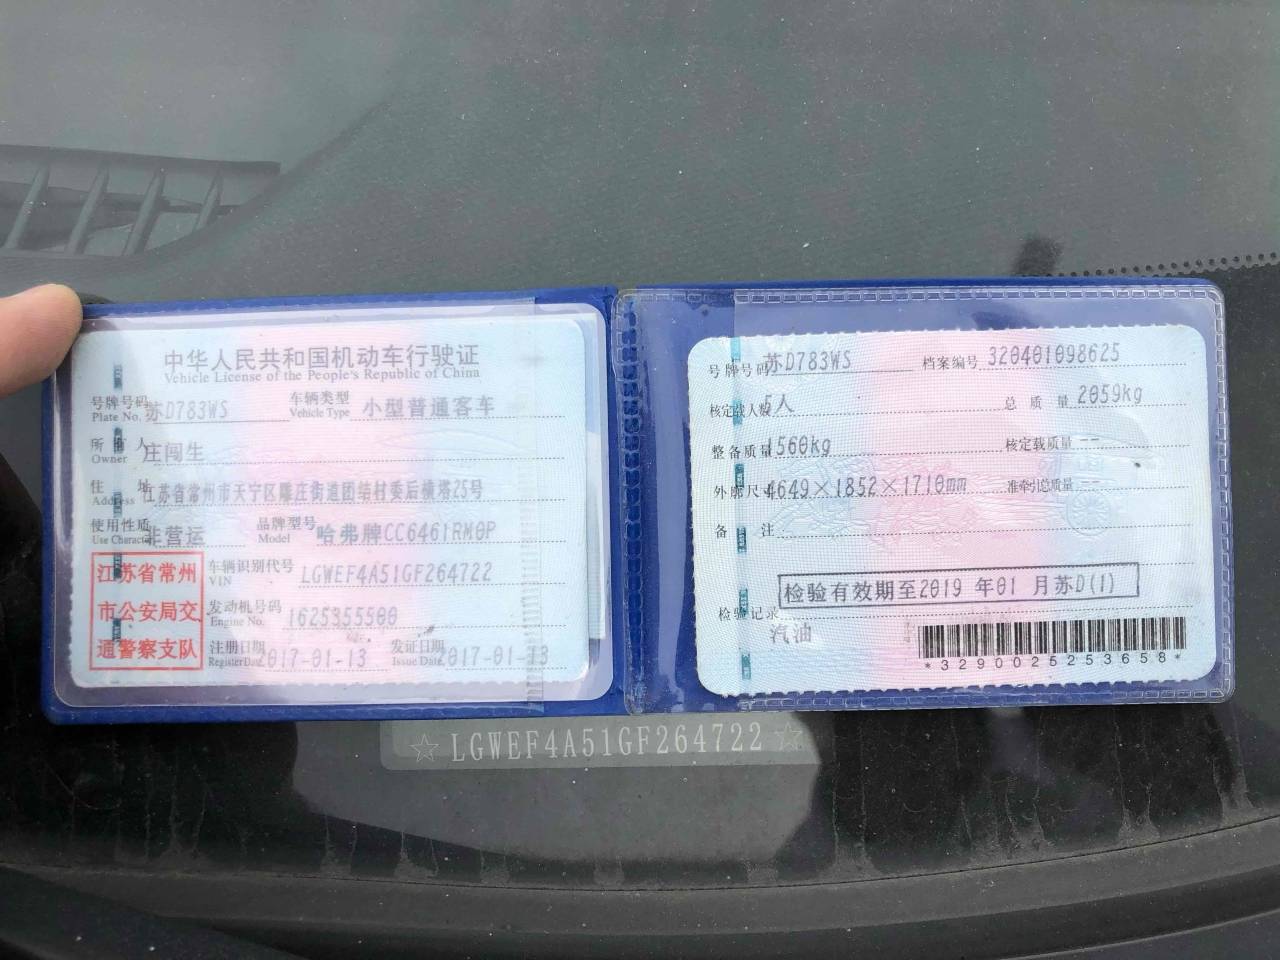 中华人民共和国机动车行驶证
Vehicle License of the People's Republic of China
号牌号码 Plate No. 苏D783WS 车辆类型 Vehicle Type 小型普通客车
所有人 Owner 庄闯生
住址 Address 江苏省常州市天宁区雕庄街道团结村委后横塔25号
使用性质 Use Character 非营运 品牌型号 Model 哈弗牌CC6461RM0P
江苏省常州
市公安局交
通警察支队
车辆识别代号 VIN LGWEF4A51GF264722
发动机号码 Engine No. 1625355500
注册日期 Register Date 2017-01-13 发证日期 Issue Date 2017-01-13
号牌号码 苏D783WS 档案编号 320401098625
核定载人数 5人 总质量 2059kg
整备质量 1560kg 核定载质量 --
外廓尺寸 4649×1852×1710mm 准牵引总质量 --
备注
检验有效期至2019年01月苏D(1)
检验记录
汽油
*3290025253658*
☆LGWEF4A51GF264722☆